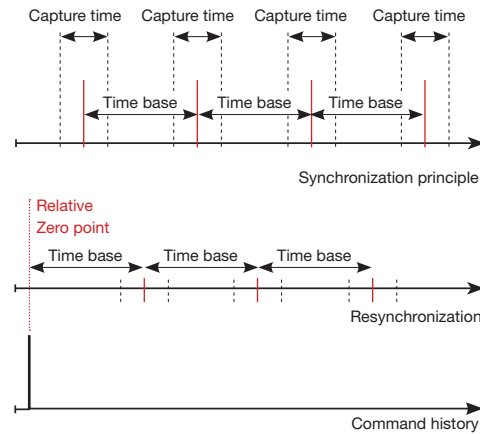 Capture time Capture time Capture time Capture time
Time base Time base Time base
Synchronization principle
Relative
Zero point
Time base Time base Time base
Resynchronization
Command history